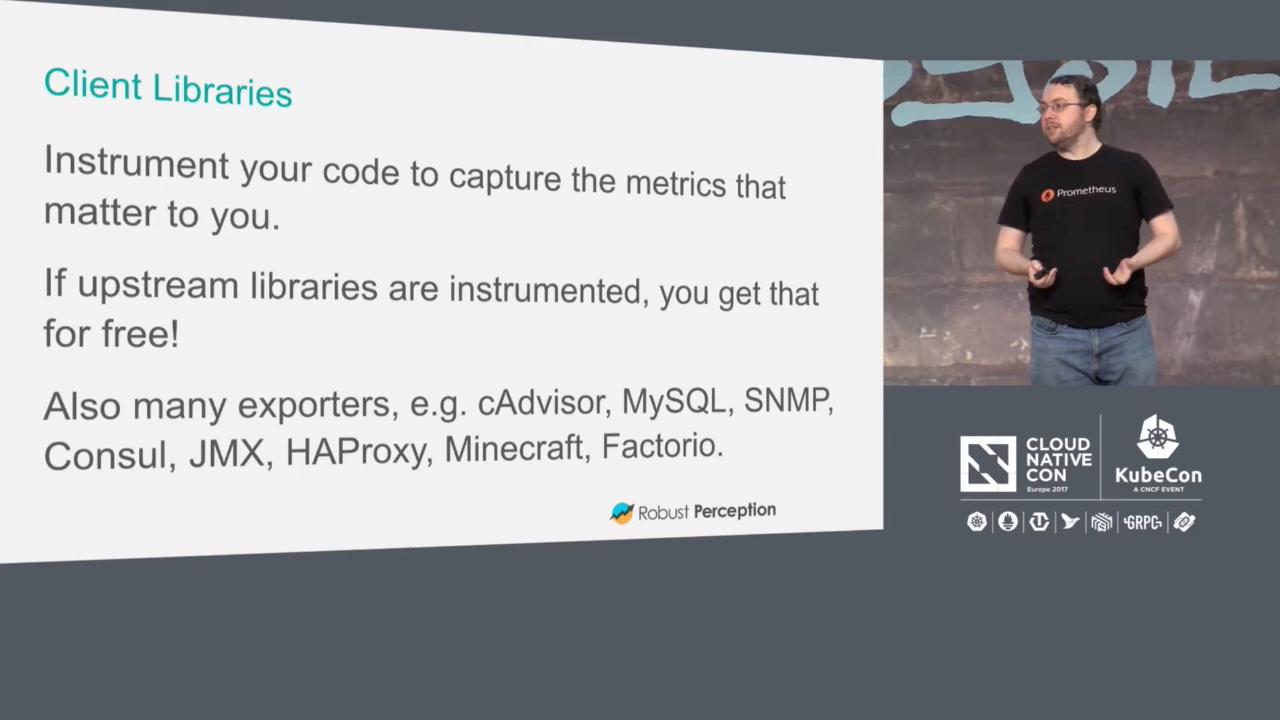 Client Libraries
Instrument your code to capture the metrics that
matter to you.
If upstream libraries are instrumented, you get that
for free!
Also many exporters, e.g. cAdvisor, MySQL, SNMP,
Consul, JMX, HAProxy, Minecraft, Factorio.
Robust Perception
Prometheus
CLOUD
NATIVE
CON
Europe 2017
KubeCon
A CNCF EVENT
GRPC